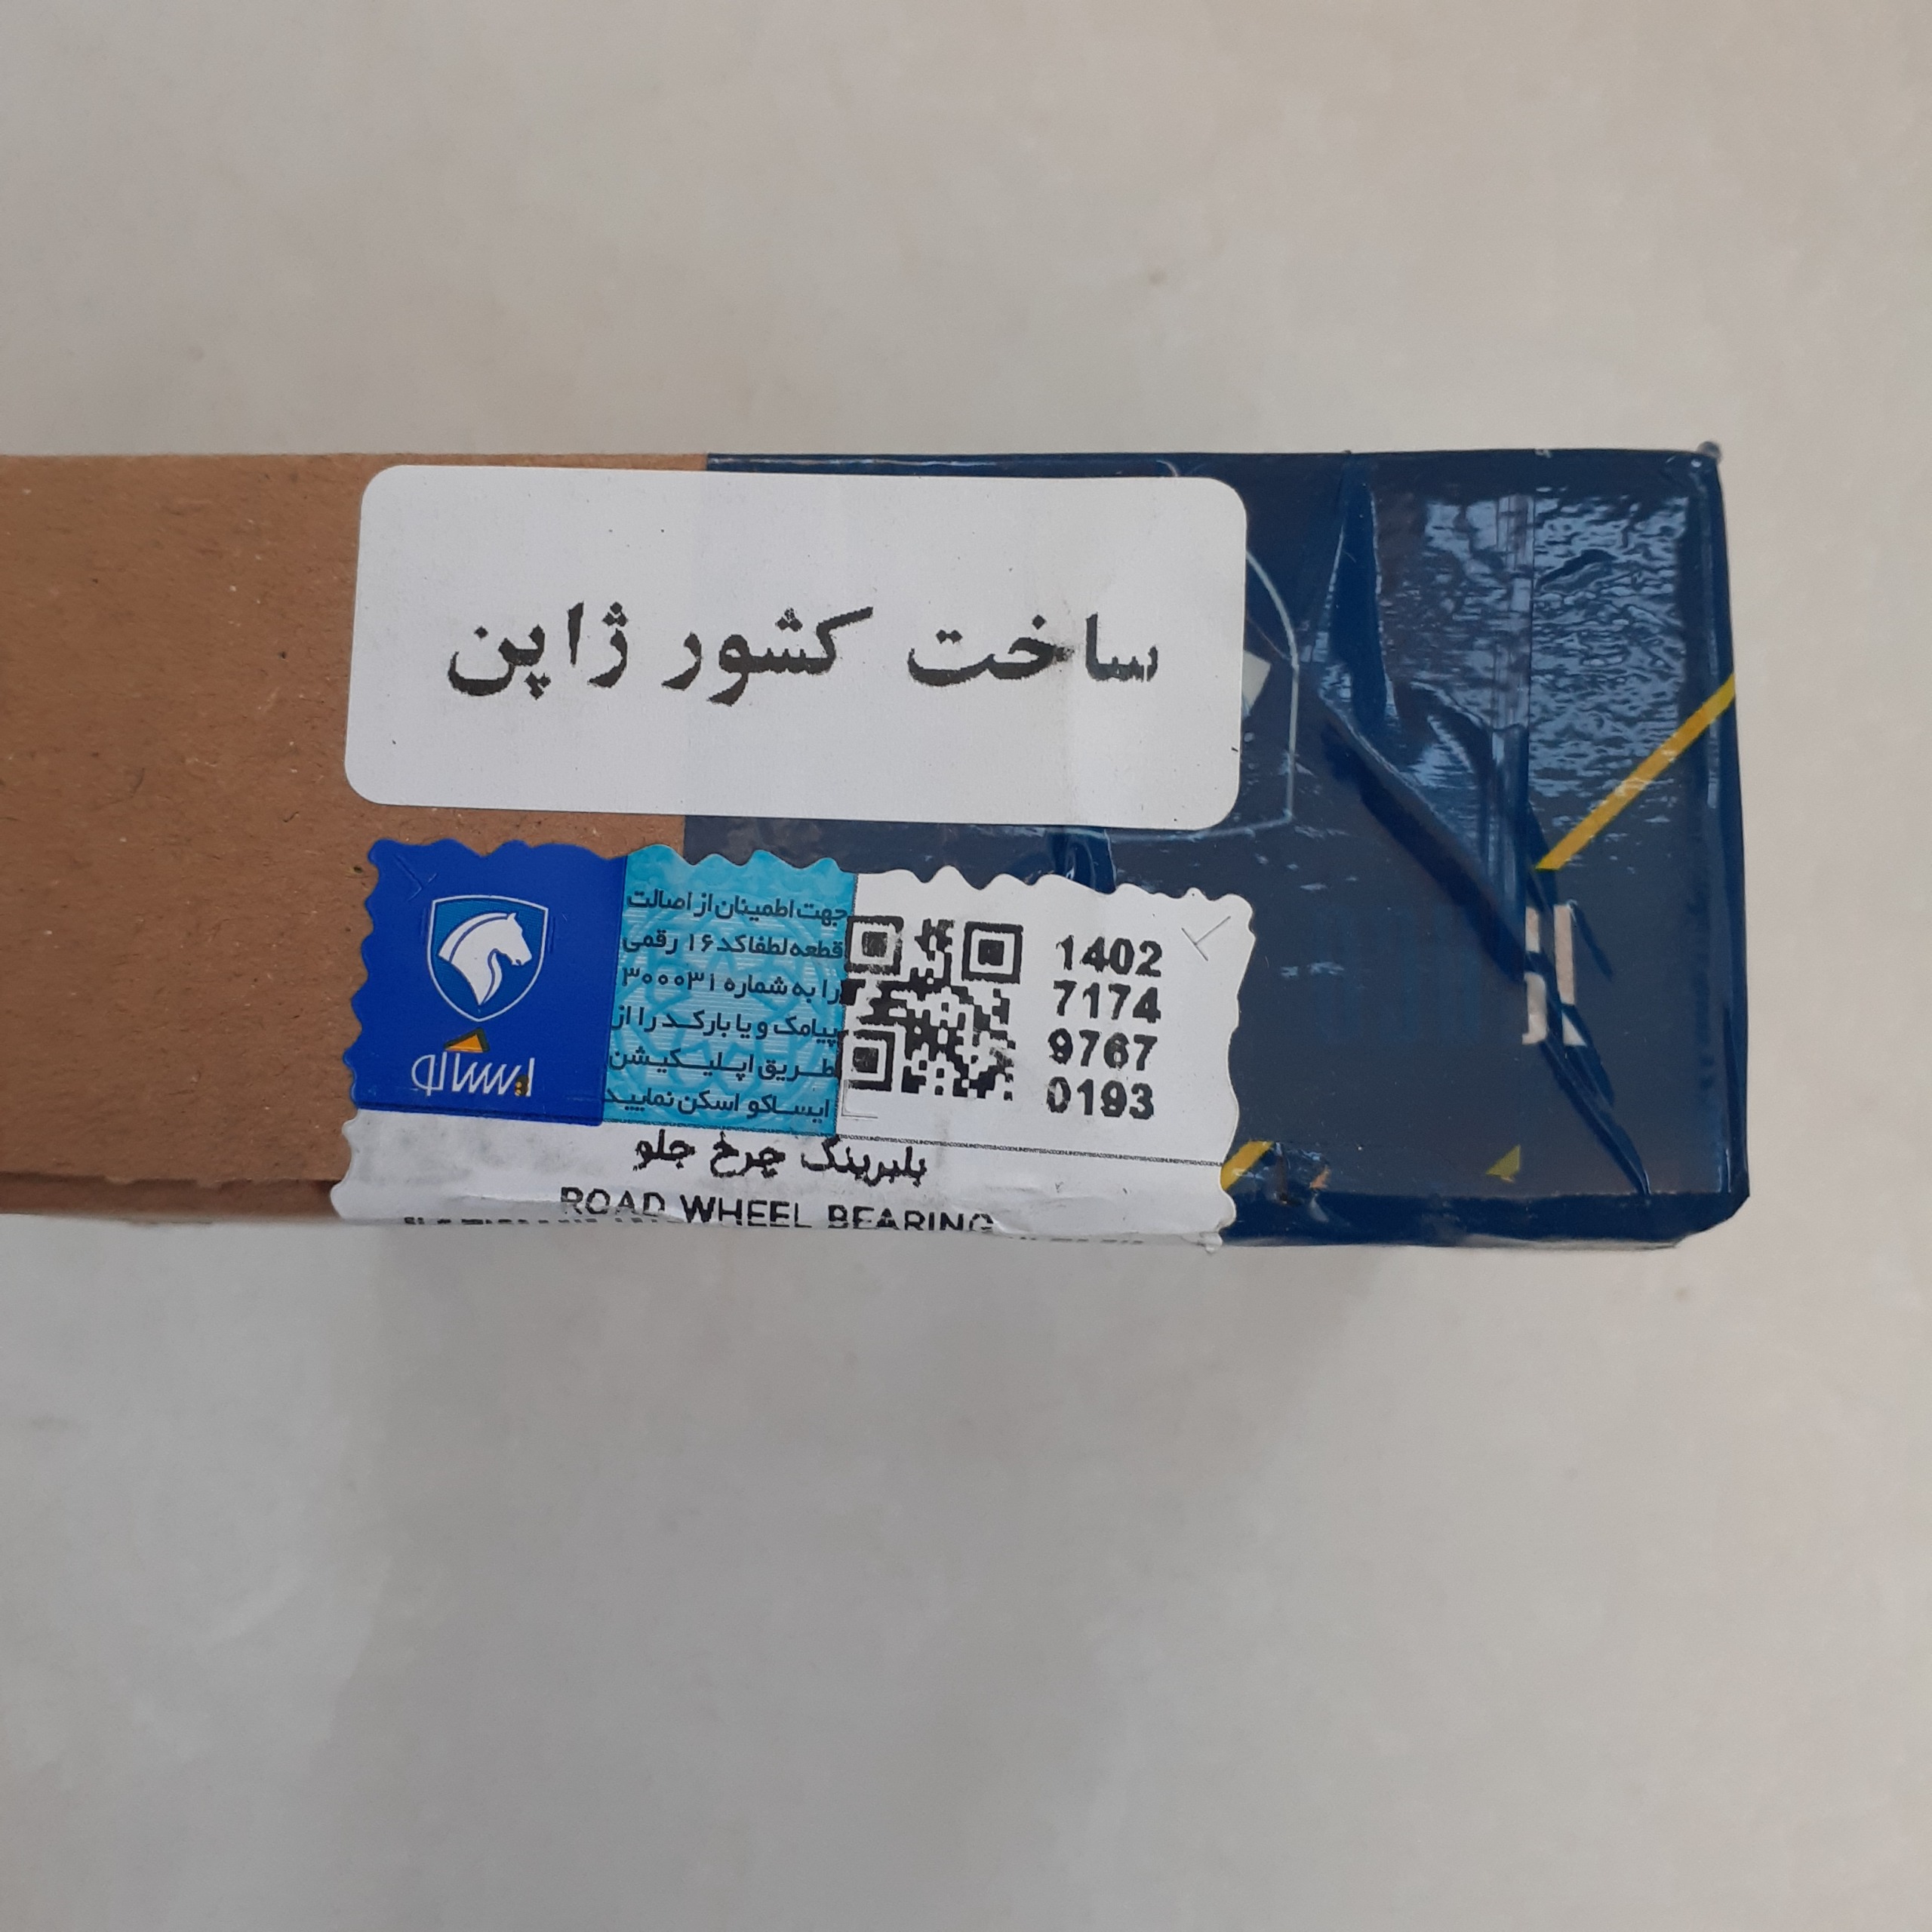 ساخت کشور ژاپن
ایساکو
جهت اطمینان از اصالت
قطعه لطفا کد ۱۶ رقمی
را به شماره ۳۰۰۰۳۱
پیامک و یا بارکد را از
طریق اپلیکیشن
ایساکو اسکن نمایید
1402
7174
9767
0193
بلبرینگ چرخ جلو
ROAD WHEEL BEARING